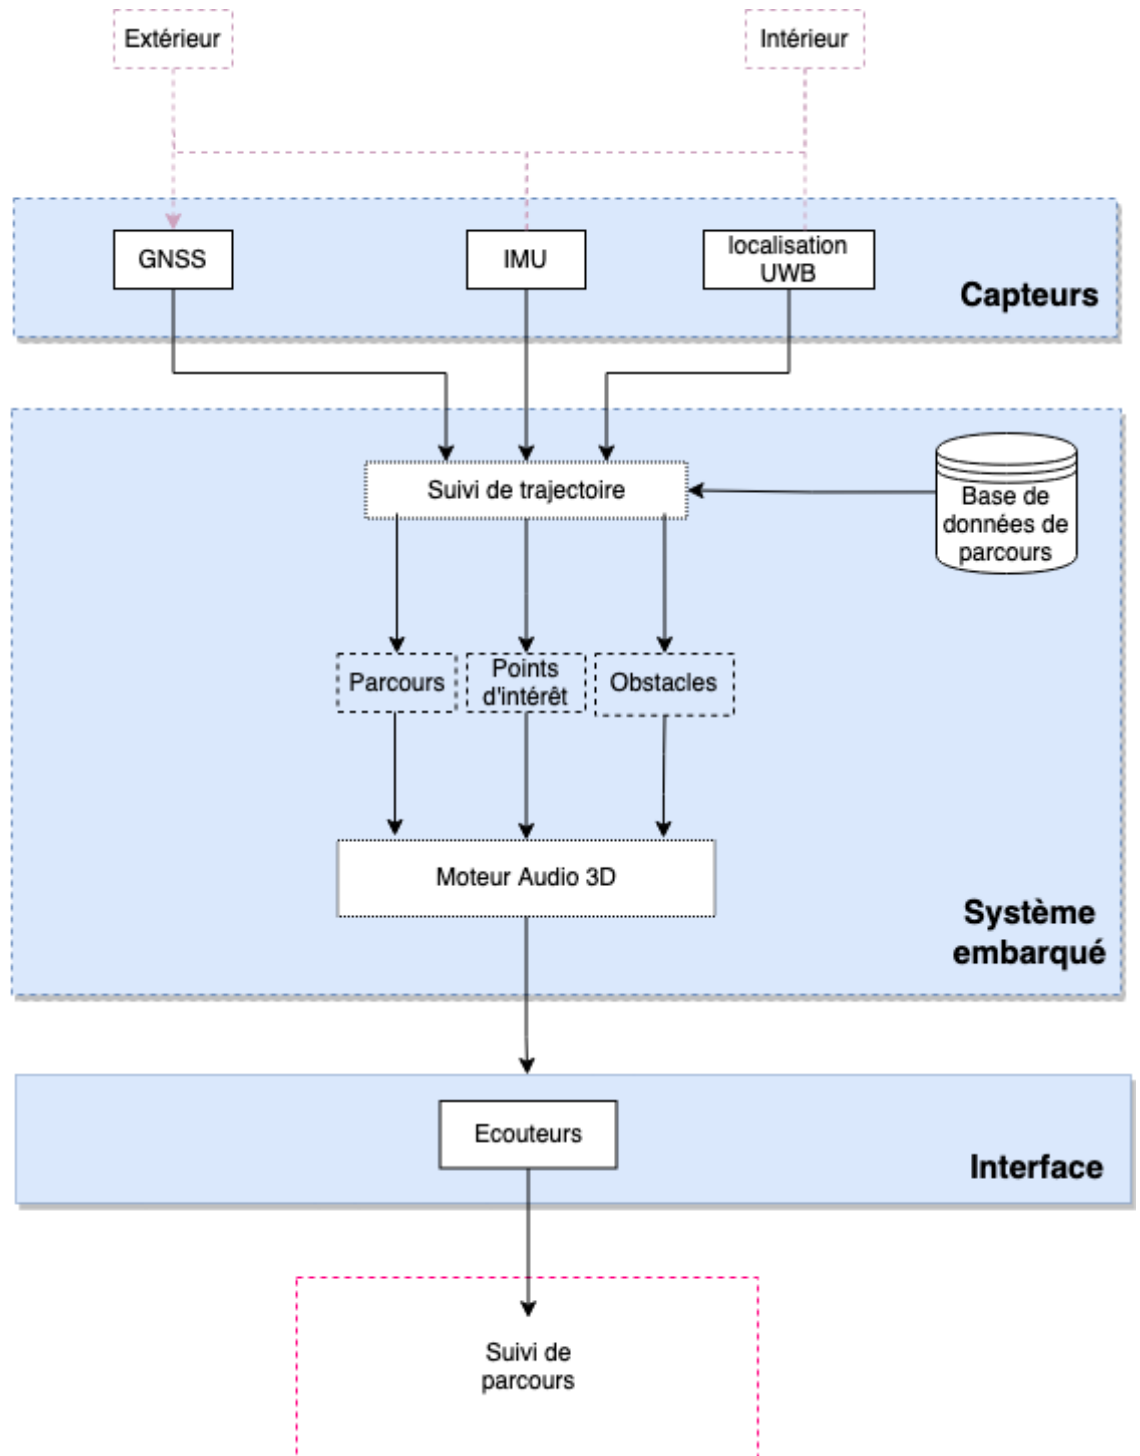 Extérieur
Intérieur
GNSS
IMU
localisation
UWB
Capteurs
Suivi de trajectoire
Base de
données de
parcours
Parcours
Points
d'intérêt
Obstacles
Moteur Audio 3D
Système
embarqué
Ecouteurs
Interface
Suivi de
parcours